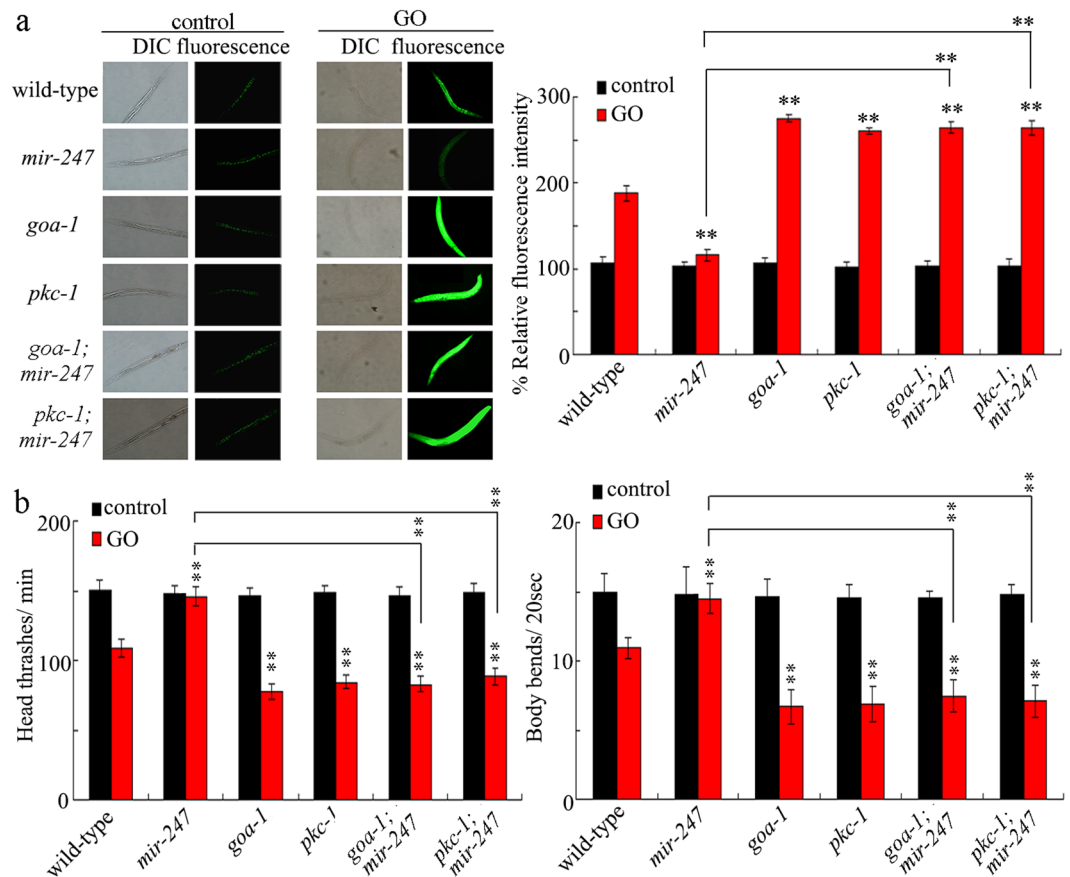 a
control
GO
DIC fluorescence
DIC fluorescence
wild-type
mir-247
goa-1
pkc-1
goa-1;
mir-247
pkc-1;
mir-247
% Relative fluorescence intensity
300
200
100
0
control
GO
**
**
**
**
**
**
**
wild-type
mir-247
goa-1
pkc-1
goa-1;
mir-247
pkc-1;
mir-247
b
Head thrashes/ min
200
100
0
control
GO
**
**
**
**
**
**
**
wild-type
mir-247
goa-1
pkc-1
goa-1;
mir-247
pkc-1;
mir-247
Body bends/ 20sec
20
10
0
control
GO
**
**
**
**
**
**
**
wild-type
mir-247
goa-1
pkc-1
goa-1;
mir-247
pkc-1;
mir-247